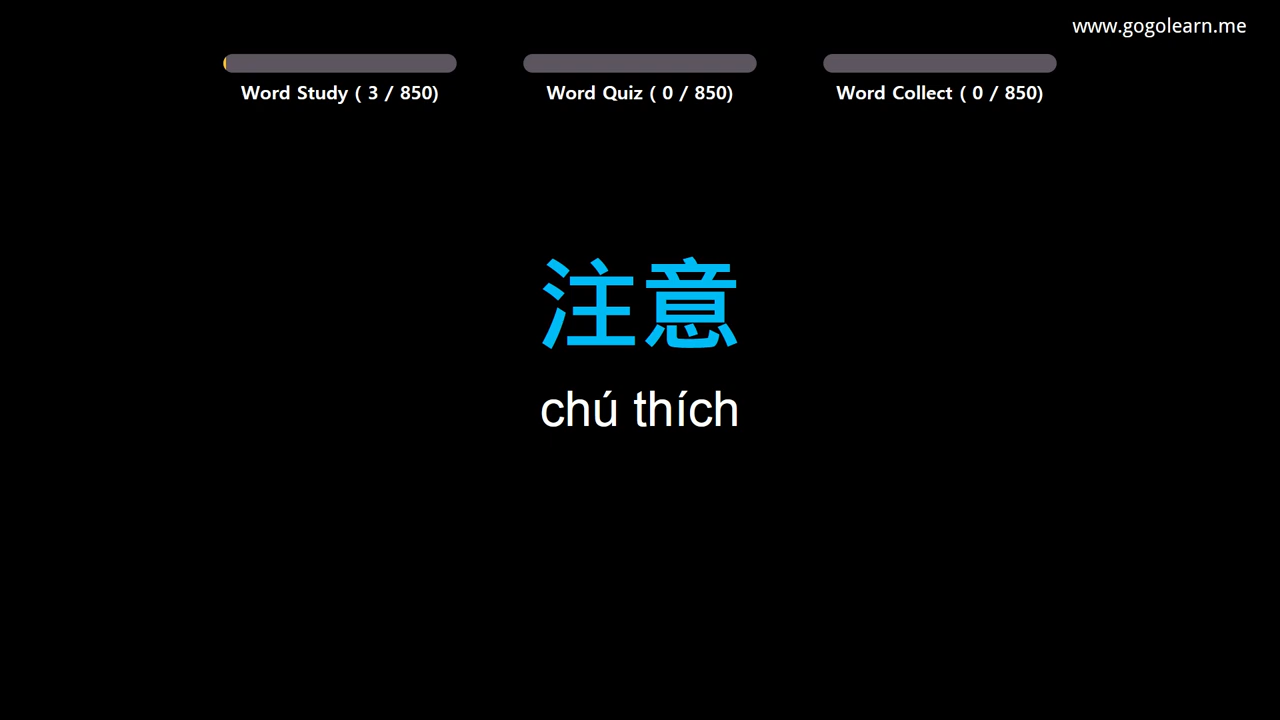 www.gogolearn.me
Word Study ( 3 / 850)
Word Quiz ( 0 / 850)
Word Collect ( 0 / 850)
注意
chú thích